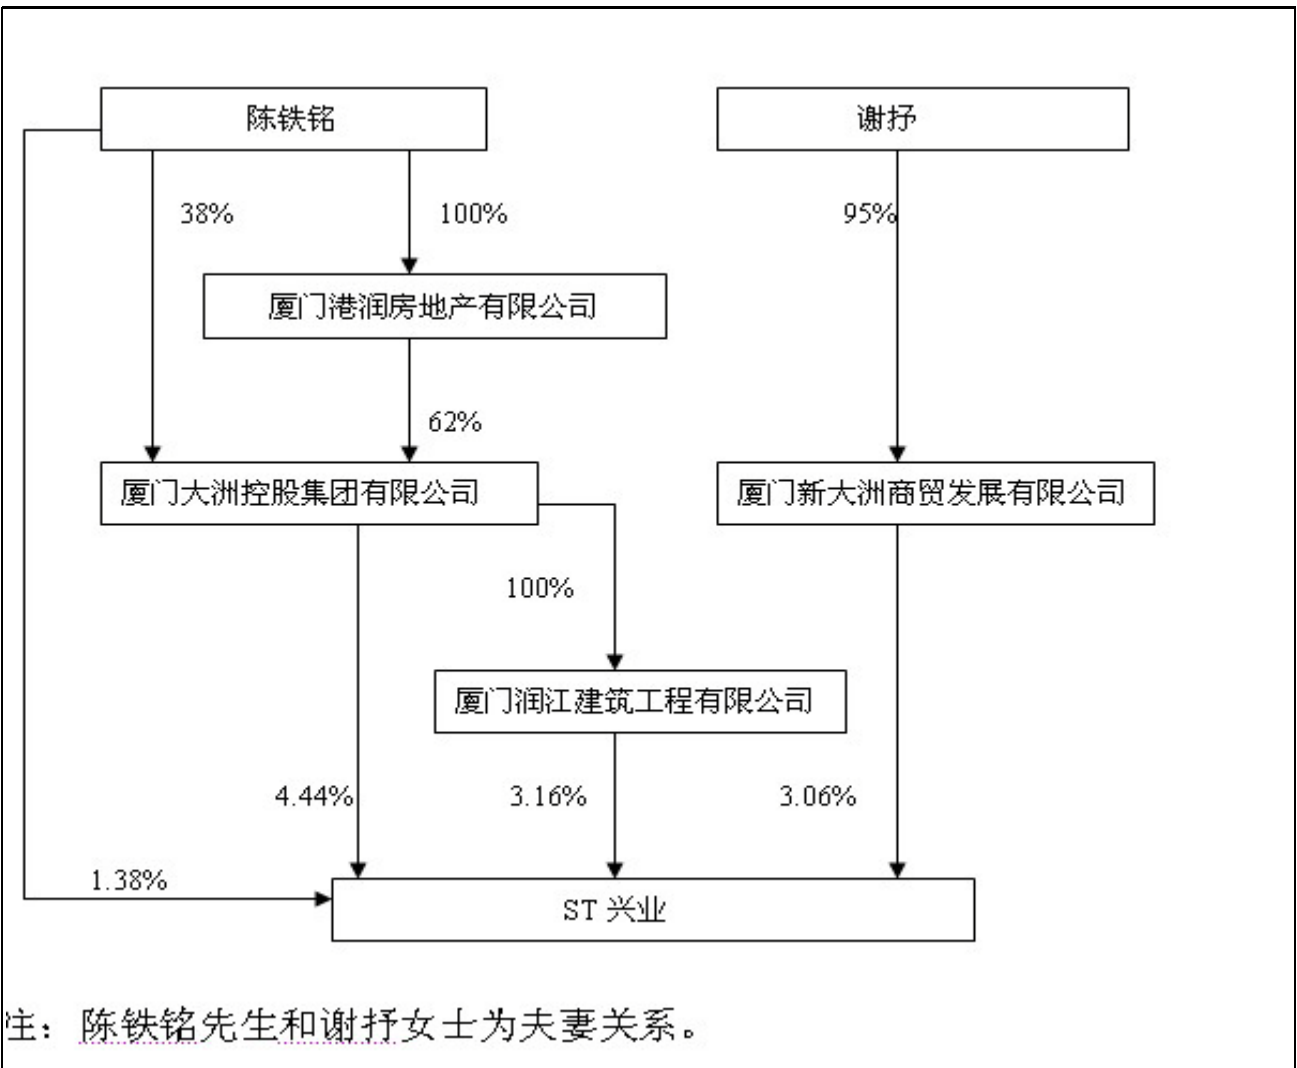 陈铁铭
谢抒
38%
100%
95%
厦门港润房地产有限公司
62%
厦门大洲控股集团有限公司
厦门新大洲商贸发展有限公司
100%
厦门润江建筑工程有限公司
4.44%
3.16%
3.06%
1.38%
ST 兴业
注：陈铁铭先生和谢抒女士为夫妻关系。